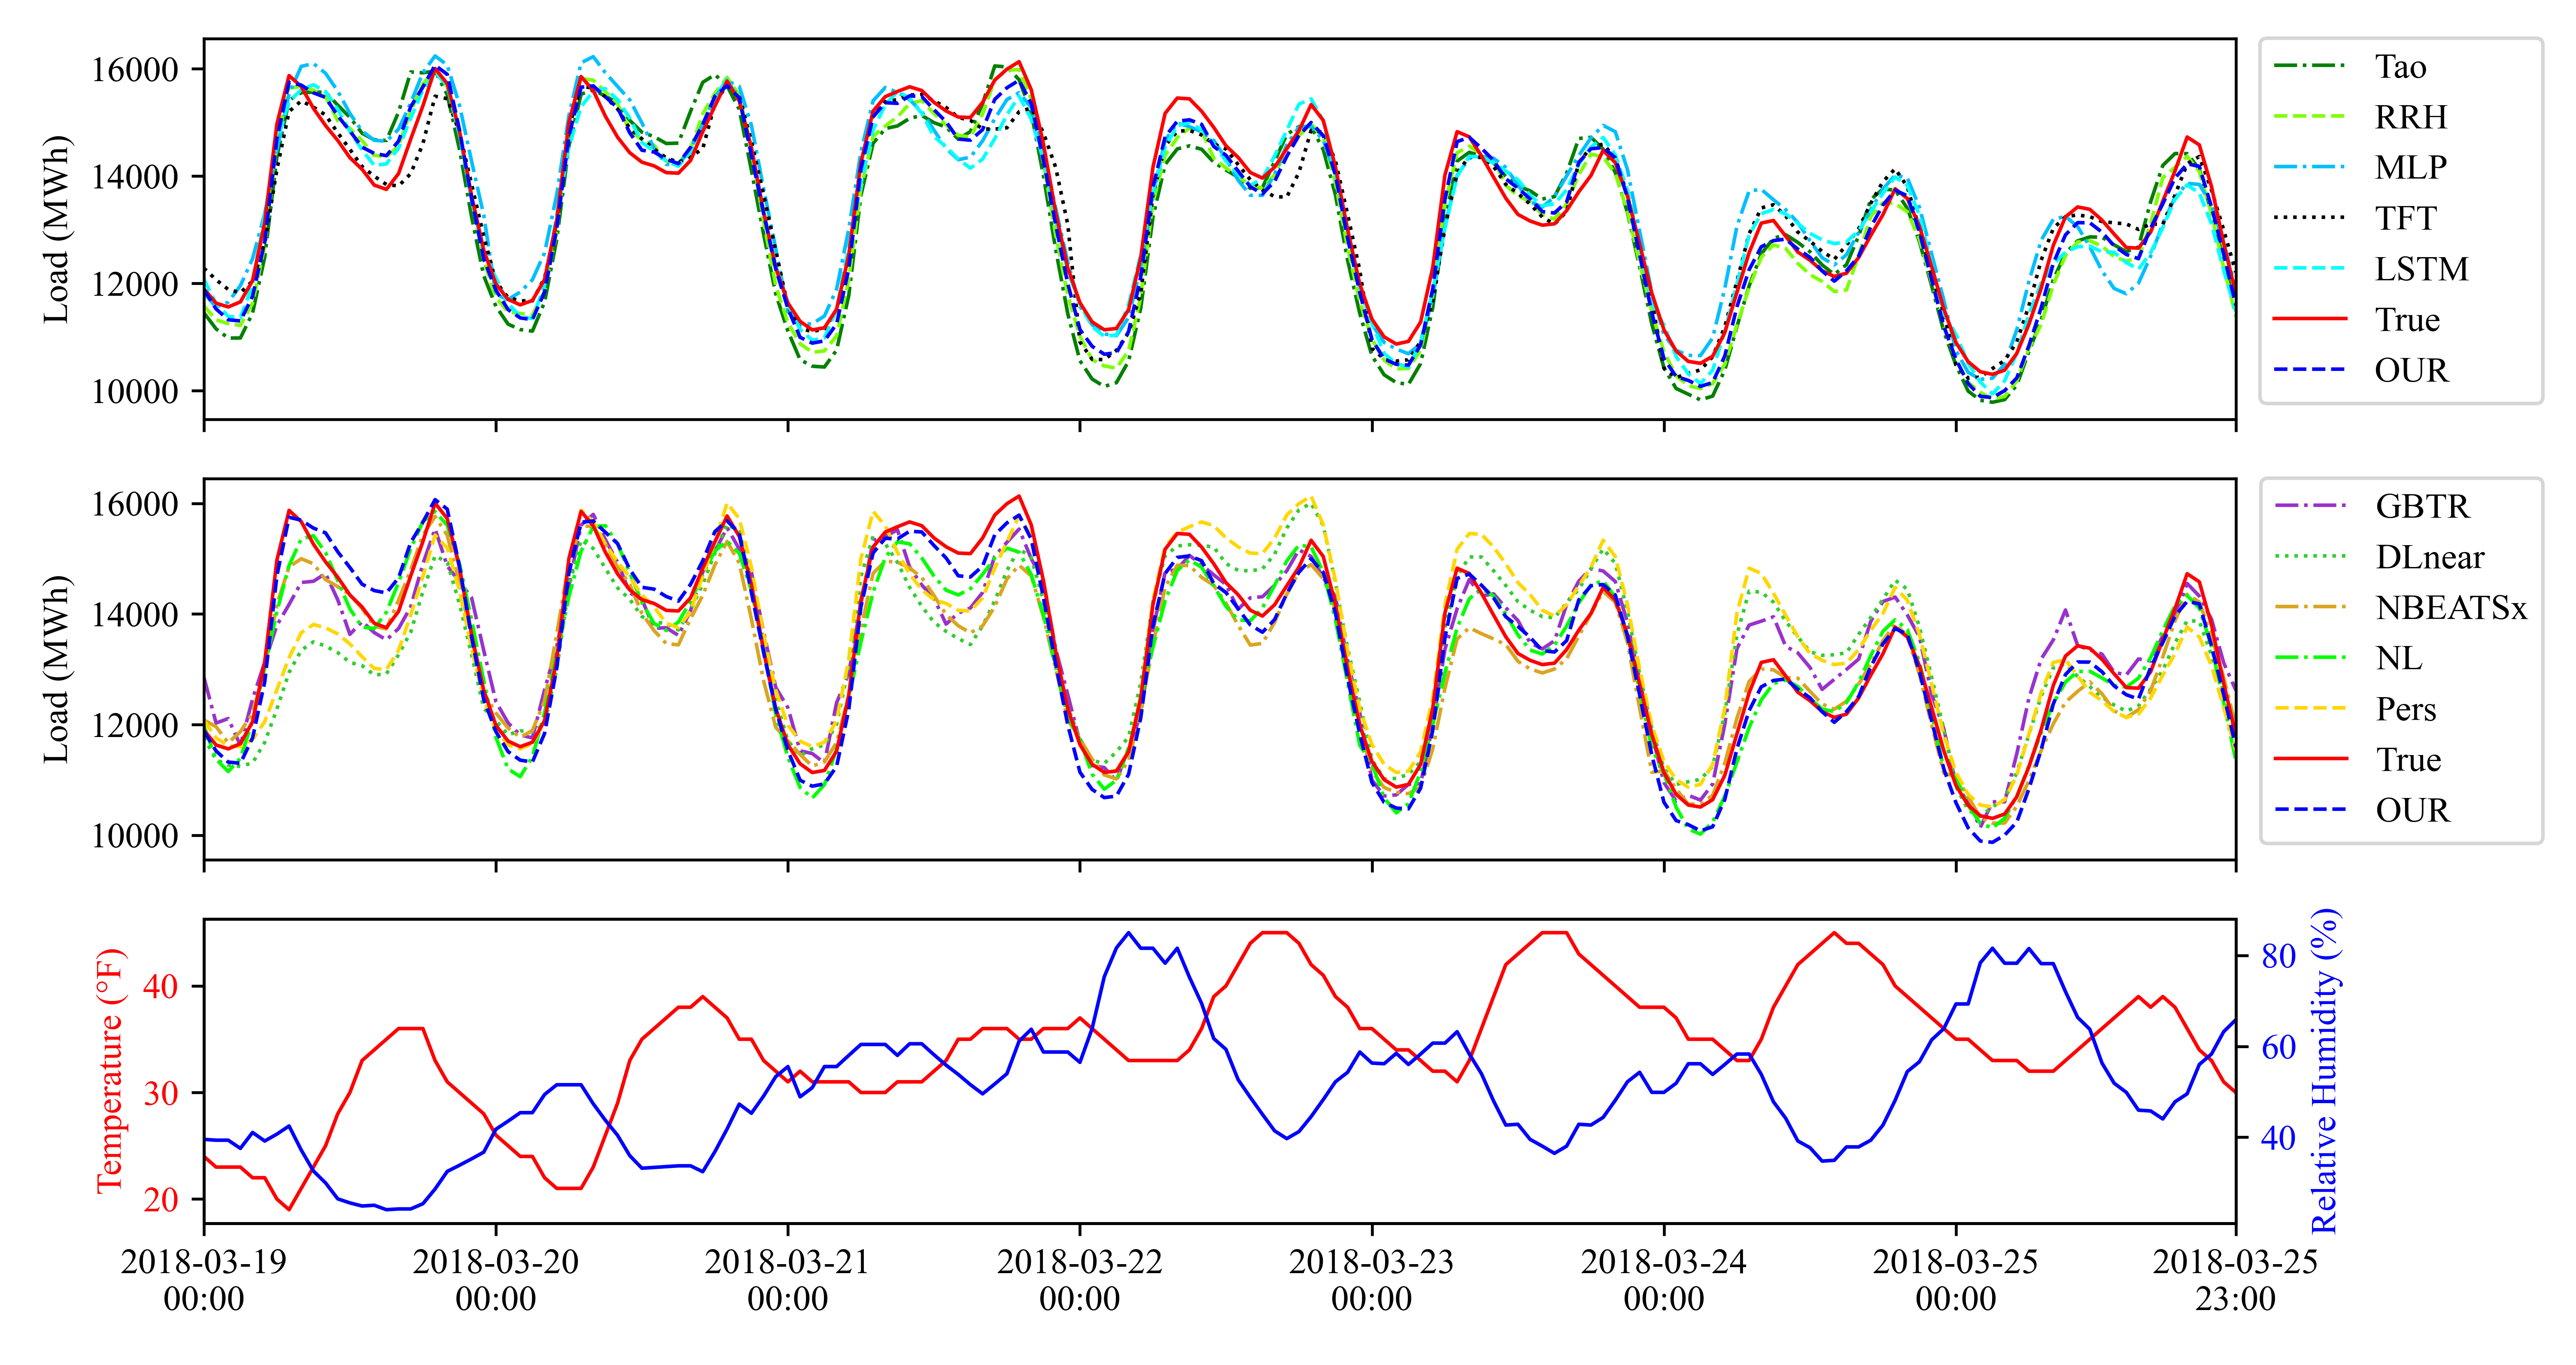 Load (MWh)
16000
14000
12000
10000
Tao
RRH
MLP
TFT
LSTM
True
OUR
Load (MWh)
16000
14000
12000
10000
GBTR
DLnear
NBEATSx
NL
Pers
True
OUR
Temperature (°F)
40
30
20
80
60
40
Relative Humidity (%)
2018-03-19
00:00
2018-03-20
00:00
2018-03-21
00:00
2018-03-22
00:00
2018-03-23
00:00
2018-03-24
00:00
2018-03-25
00:00
2018-03-25
23:00